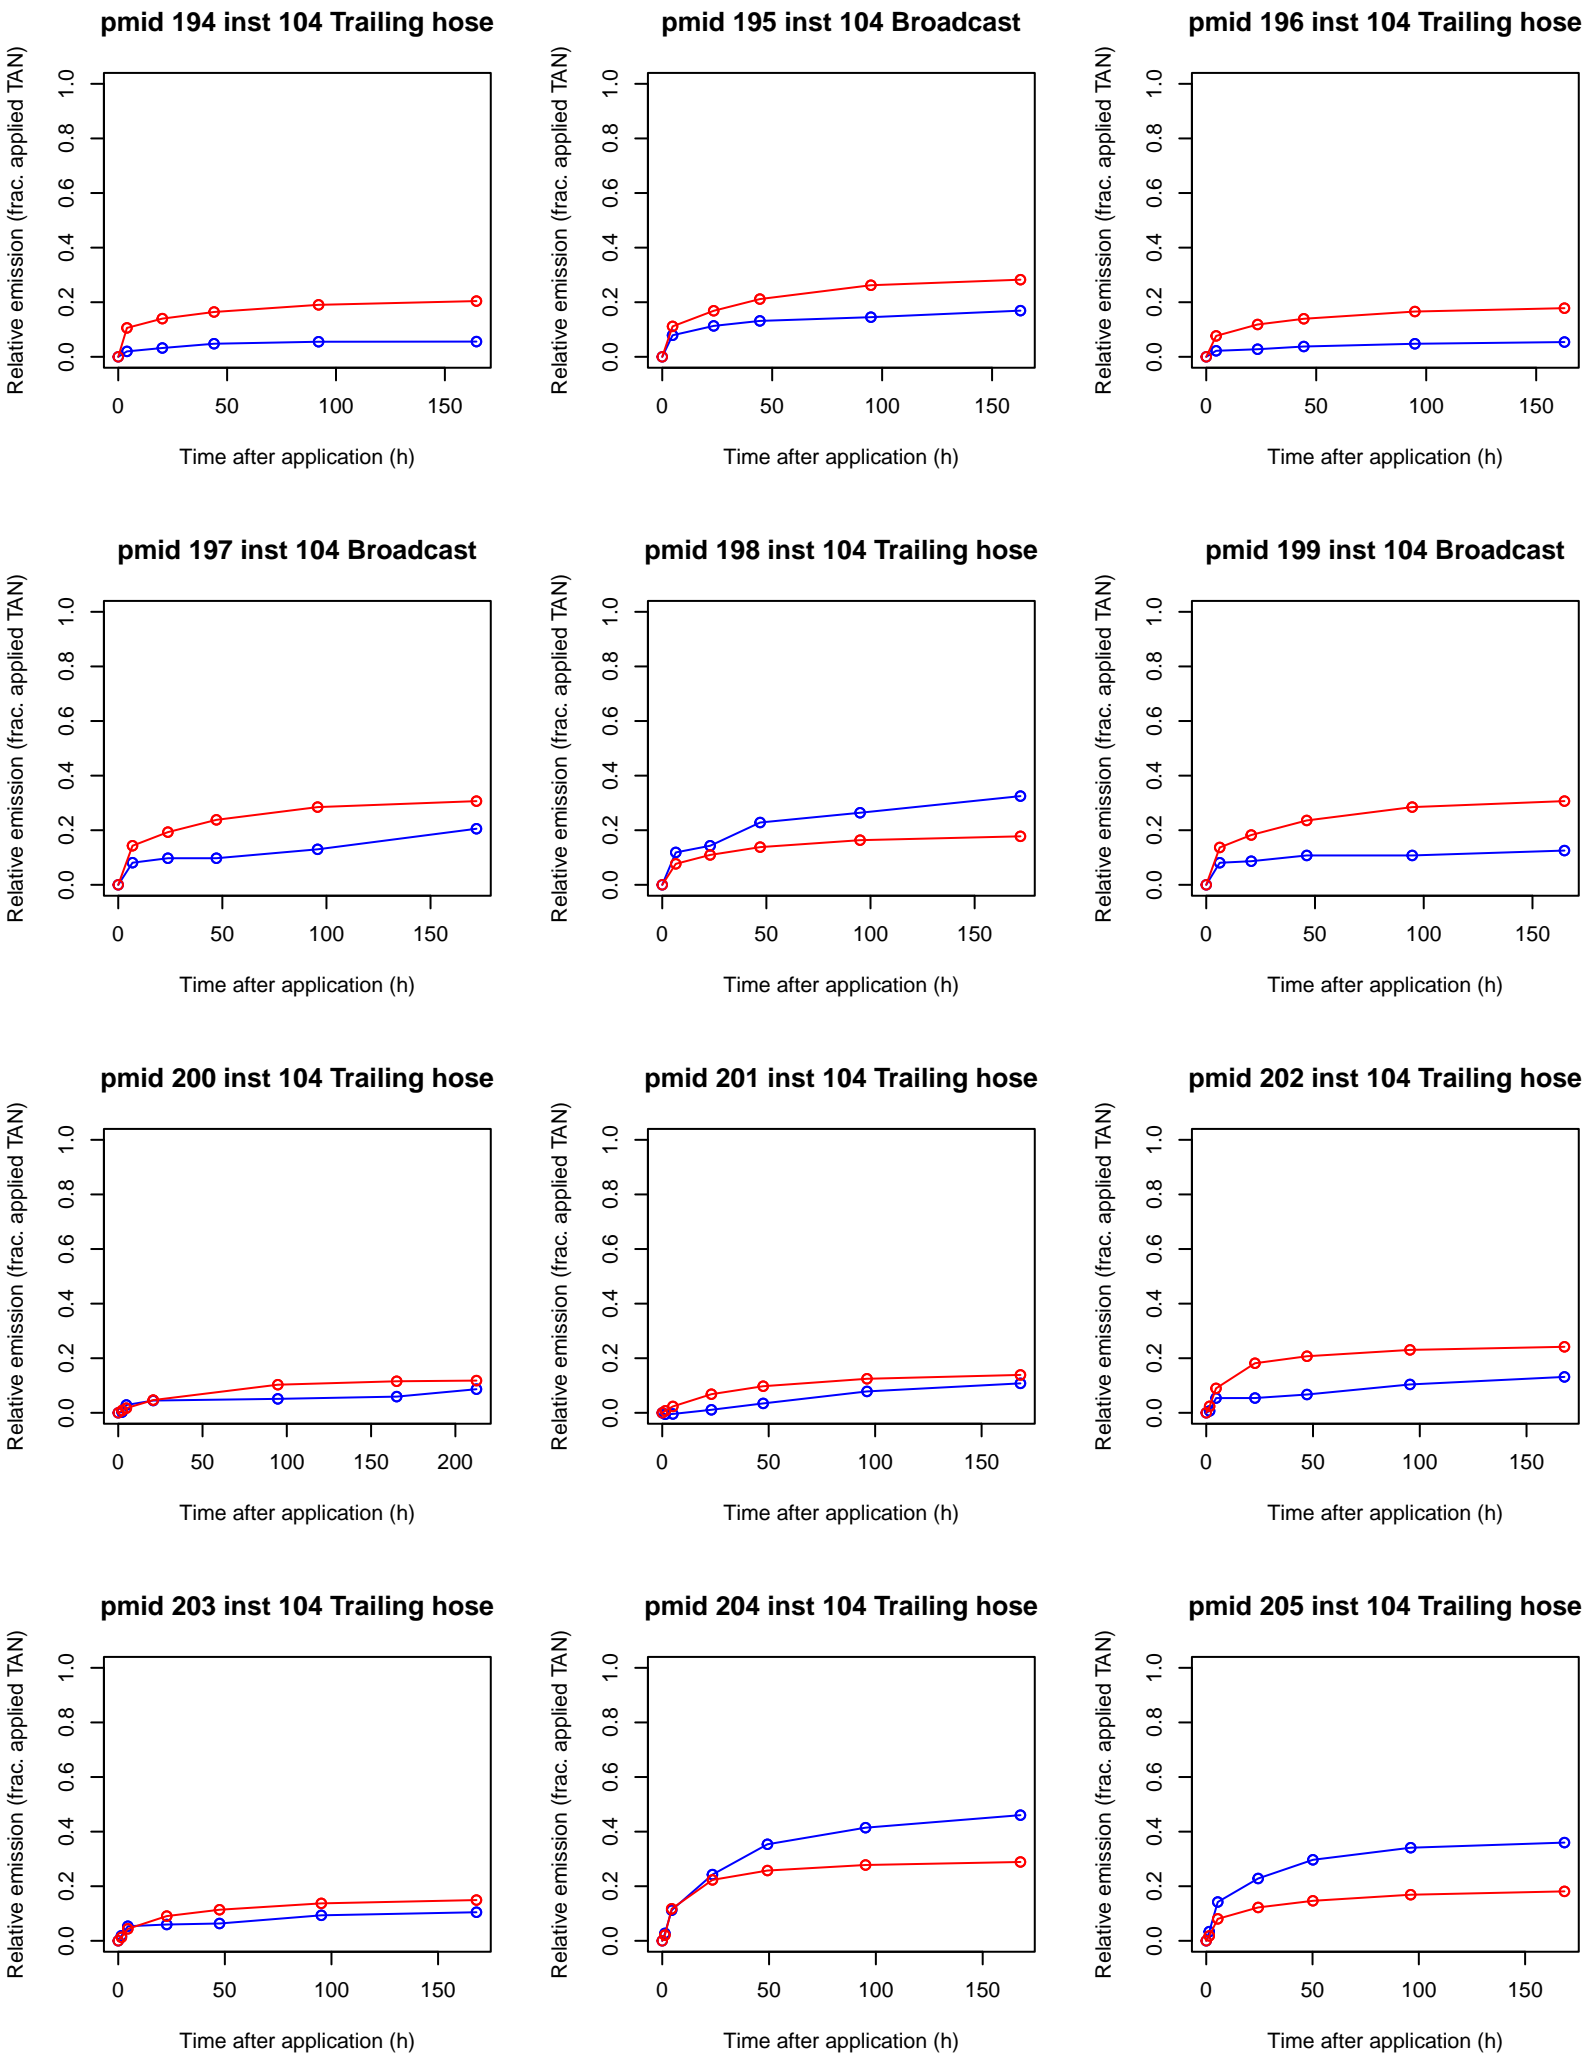 pmid 194 inst 104 Trailing hose
Relative emission (frac. applied TAN)
0.0 0.2 0.4 0.6 0.8 1.0
0 50 100 150
Time after application (h)
pmid 195 inst 104 Broadcast
Relative emission (frac. applied TAN)
0.0 0.2 0.4 0.6 0.8 1.0
0 50 100 150
Time after application (h)
pmid 196 inst 104 Trailing hose
Relative emission (frac. applied TAN)
0.0 0.2 0.4 0.6 0.8 1.0
0 50 100 150
Time after application (h)
pmid 197 inst 104 Broadcast
Relative emission (frac. applied TAN)
0.0 0.2 0.4 0.6 0.8 1.0
0 50 100 150
Time after application (h)
pmid 198 inst 104 Trailing hose
Relative emission (frac. applied TAN)
0.0 0.2 0.4 0.6 0.8 1.0
0 50 100 150
Time after application (h)
pmid 199 inst 104 Broadcast
Relative emission (frac. applied TAN)
0.0 0.2 0.4 0.6 0.8 1.0
0 50 100 150
Time after application (h)
pmid 200 inst 104 Trailing hose
Relative emission (frac. applied TAN)
0.0 0.2 0.4 0.6 0.8 1.0
0 50 100 150 200
Time after application (h)
pmid 201 inst 104 Trailing hose
Relative emission (frac. applied TAN)
0.0 0.2 0.4 0.6 0.8 1.0
0 50 100 150
Time after application (h)
pmid 202 inst 104 Trailing hose
Relative emission (frac. applied TAN)
0.0 0.2 0.4 0.6 0.8 1.0
0 50 100 150
Time after application (h)
pmid 203 inst 104 Trailing hose
Relative emission (frac. applied TAN)
0.0 0.2 0.4 0.6 0.8 1.0
0 50 100 150
Time after application (h)
pmid 204 inst 104 Trailing hose
Relative emission (frac. applied TAN)
0.0 0.2 0.4 0.6 0.8 1.0
0 50 100 150
Time after application (h)
pmid 205 inst 104 Trailing hose
Relative emission (frac. applied TAN)
0.0 0.2 0.4 0.6 0.8 1.0
0 50 100 150
Time after application (h)